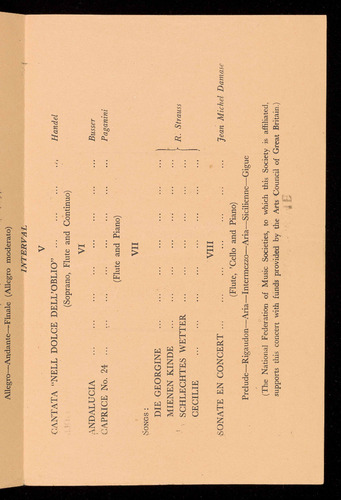 Allegro—Andante—Finale (Allegro moderato)
INTERVAL
V
CANTATA "NELL DOLCE DELL'OBLIO" ... ... ... ... Handel
(Soprano, Flute and Continuo)
VI
ANDALUCIA ... ... ... ... ... ... ... Busser
CAPRICE No. 24 ... ... ... ... ... ... Paganini
(Flute and Piano)
VII
SONGS:
DIE GEORGINE ... ... ... ... ...
MIENEN KINDE ... ... ... ... ...
SCHLECHTES WETTER ... ... ... ... R. Strauss
CECILIE ... ... ... ... ... ...
VIII
SONATE EN CONCERT ... ... ... ... ... Jean Michel Damase
(Flute, 'Cello and Piano)
Prelude—Rigaudon—Aria—Intermezzo—Aria—Sicilienne—Gigue
(The National Federation of Music Societies, to which this Society is affiliated,
supports this concert with funds provided by the Arts Council of Great Britain.)